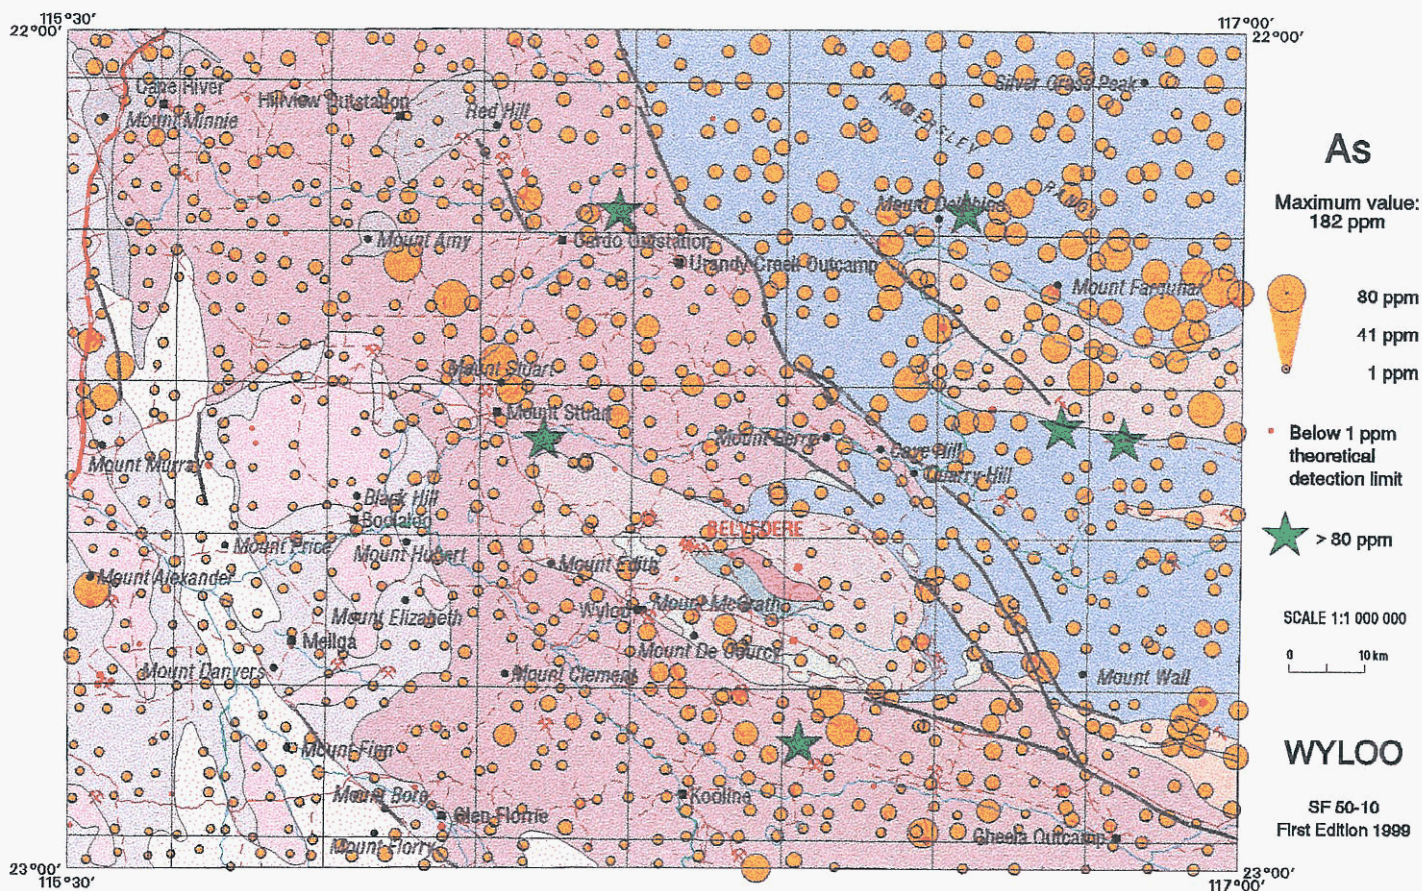 115°30′
22°00′
117°00′
22°00′
Cane River
Mount Minnie
Hillview Outstation
Red Hill
Silver Grass Peak
HAMERSLEY
RANGE
As
Maximum value:
182 ppm
Mount Amy
Gordo Outstation
Urandy Creek Outcamp
Mount Farquhar
80 ppm
41 ppm
1 ppm
Mount Stuart
Mount Stuart
Mount Berry
Cave Hill
Quarry Hill
Below 1 ppm
theoretical
detection limit
Mount Murray
Black Hill
Boolaloo
BELVEDERE
> 80 ppm
Mount Price
Mount Hubert
Mount Edith
Mount Alexander
Mount Elizabeth
Wyloo
Mount McGrath
SCALE 1:1 000 000
0 10 km
Mellga
Mount De Courcy
Mount Danvers
Mount Clement
Mount Wall
Mount Finn
WYLOO
Mount Bore
Glen Florrie
Kooline
SF 50-10
First Edition 1999
Mount Florry
Cheela Outcamp
23°00′
115°30′
23°00′
117°00′